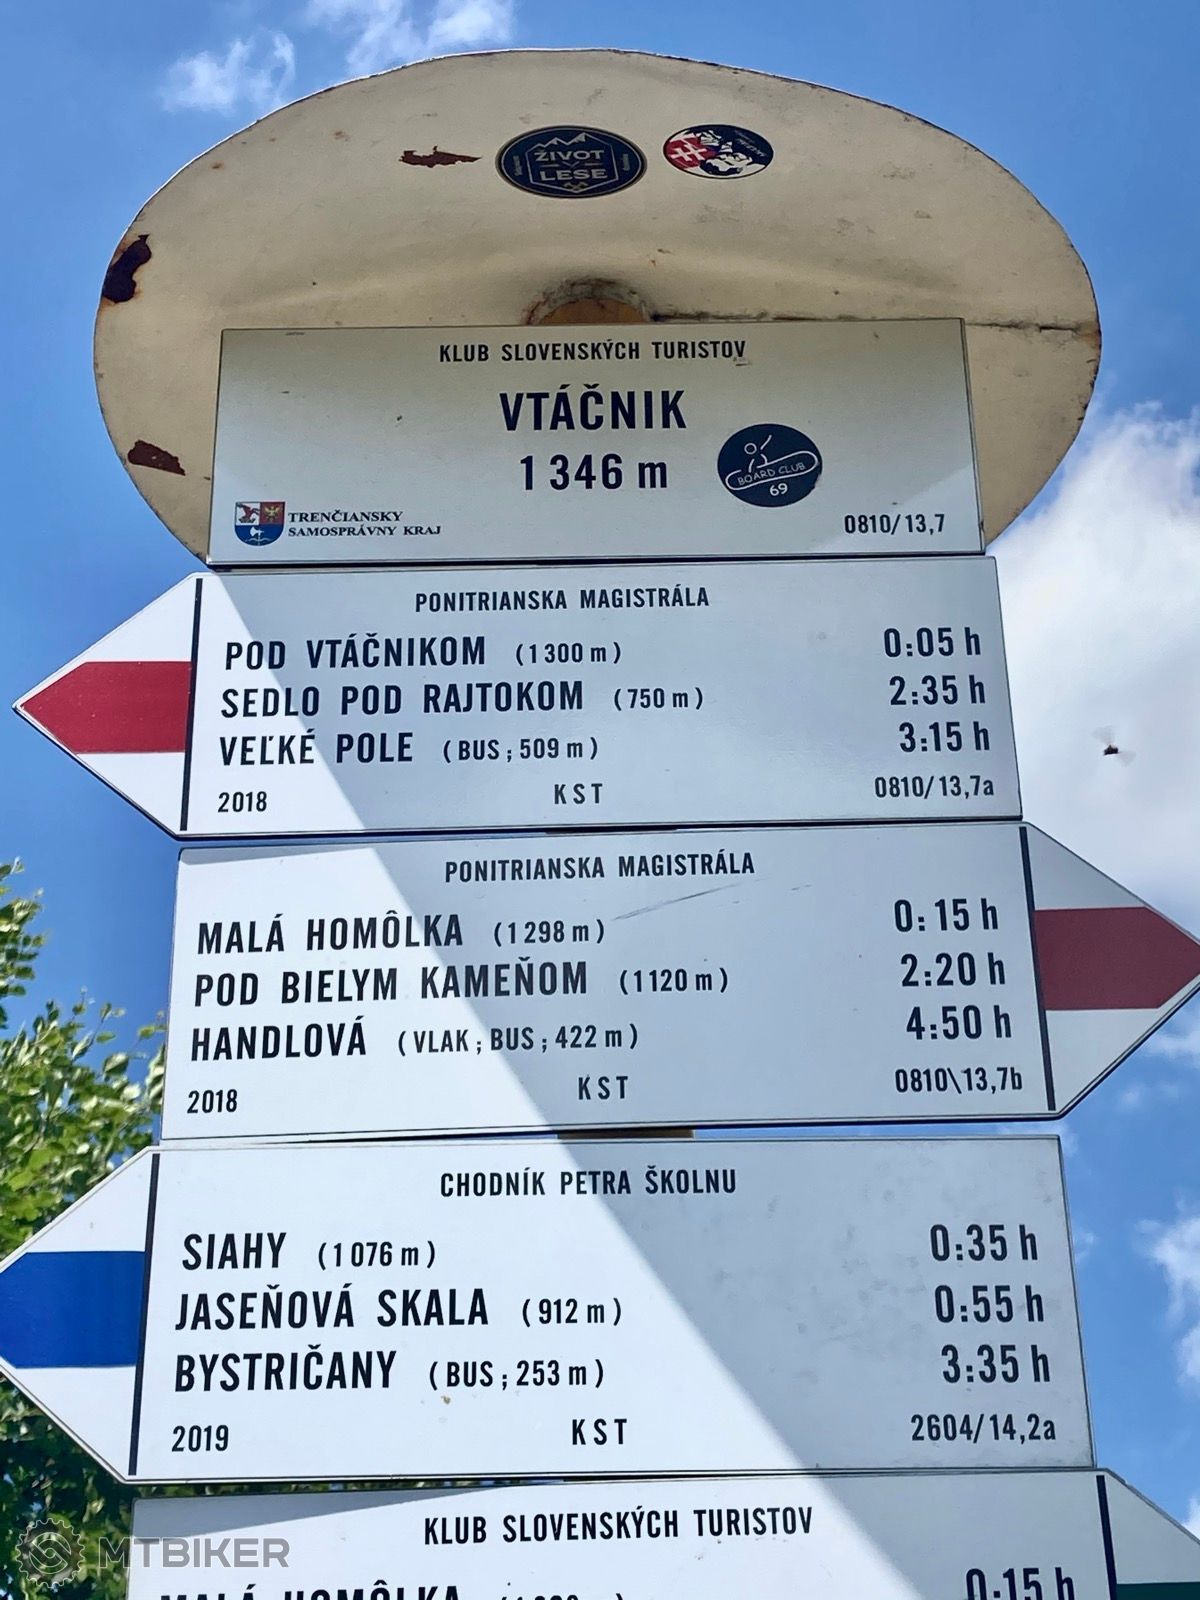 ŽIVOT
V
LESE
KLUB SLOVENSKÝCH TURISTOV
VTÁČNIK
1 346 m
BOARD CLUB
69
TRENČIANSKY
SAMOSPRÁVNY KRAJ
0810/13,7
PONITRIANSKA MAGISTRÁLA
POD VTÁČNIKOM (1300 m) 0:05 h
SEDLO POD RAJTOKOM (750 m) 2:35 h
VEĽKÉ POLE (BUS ; 509 m) 3:15 h
2018 KST 0810/13,7a
PONITRIANSKA MAGISTRÁLA
MALÁ HOMÔLKA (1298 m) 0:15 h
POD BIELYM KAMEŇOM (1120 m) 2:20 h
HANDLOVÁ (VLAK ; BUS ; 422 m) 4:50 h
2018 KST 0810\13,7b
CHODNÍK PETRA ŠKOLNU
SIAHY (1 076 m) 0:35 h
JASEŇOVÁ SKALA (912 m) 0:55 h
BYSTRIČANY (BUS ; 253 m) 3:35 h
2019 KST 2604/14,2a
KLUB SLOVENSKÝCH TURISTOV
MALÁ HOMÔLKA 0:15 h
MTBIKER